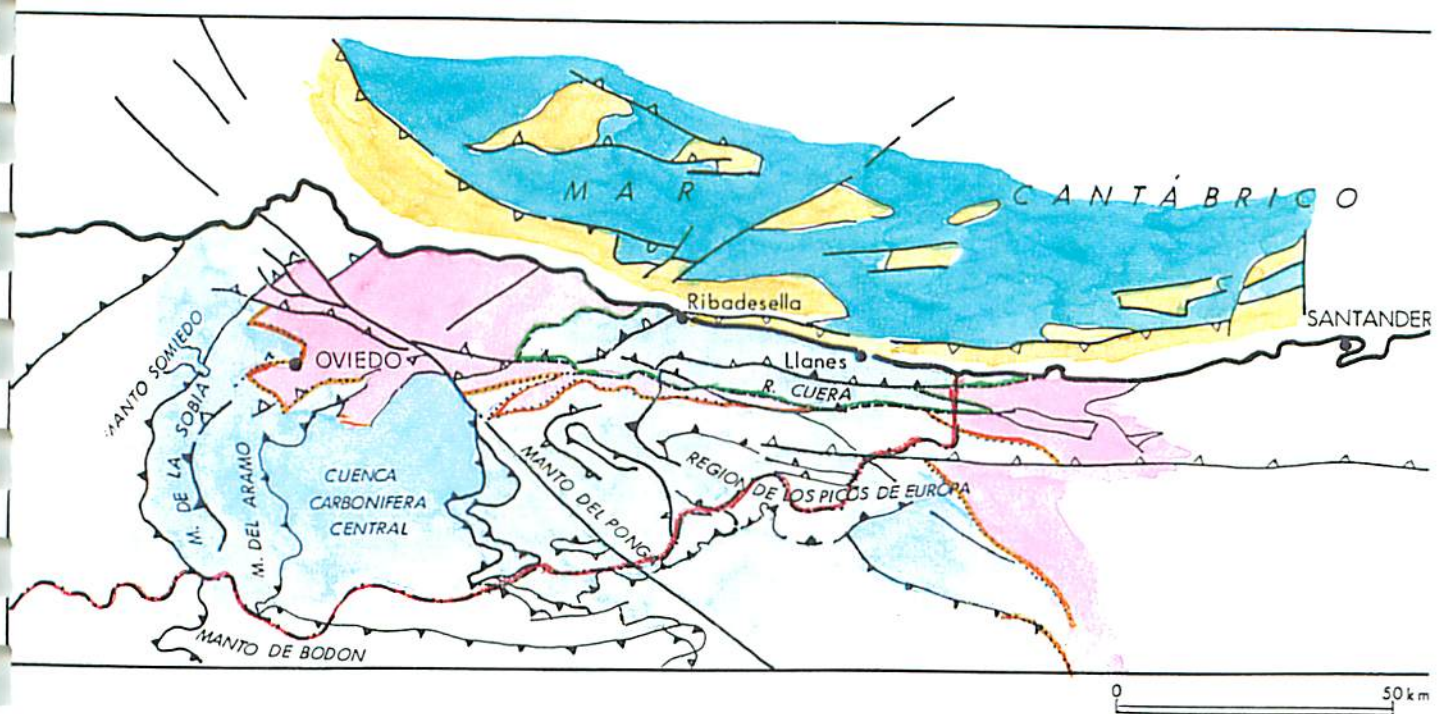 MAR CANTÁBRICO
Ribadesella
SANTANDER
Llanes
OVIEDO
R. CUERA
MANTO SOMIEDO
M. DE LA SOBIA
M. DEL ARAMO
CUENCA
CARBONIFERA
CENTRAL
MANTO DEL PONG
REGION DE LOS PICOS DE EUROPA
MANTO DE BODON
0 50 km